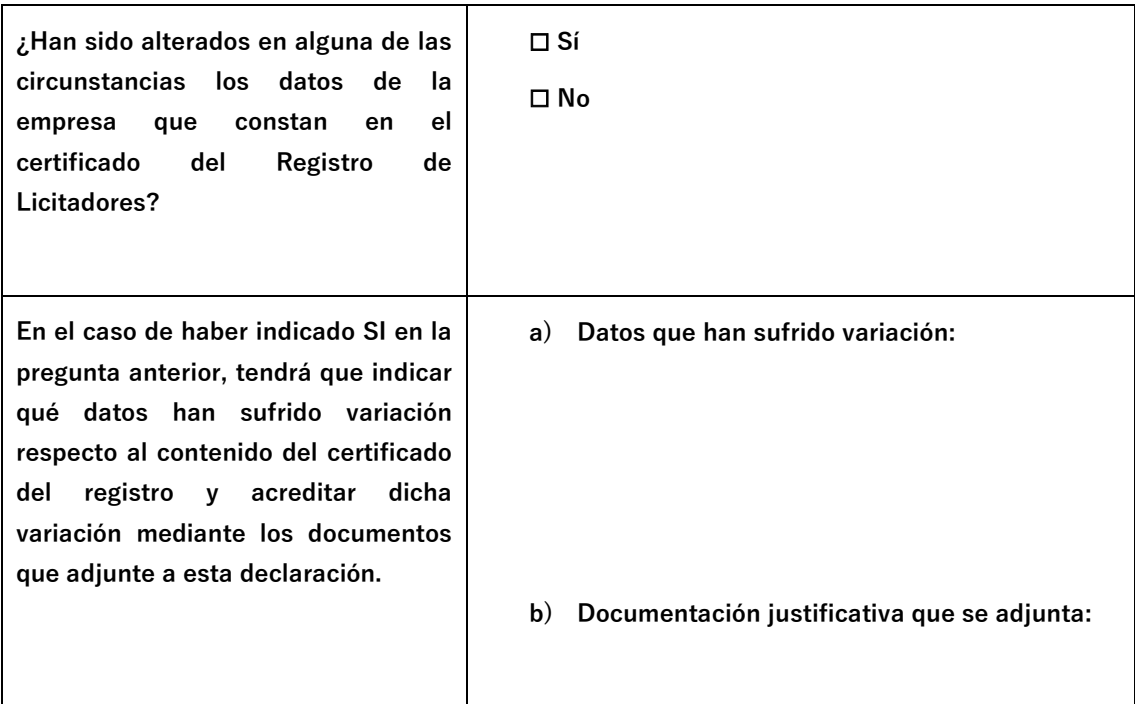 ¿Han sido alterados en alguna de las
circunstancias los datos de la
empresa que constan en el
certificado del Registro de
Licitadores?
☐ Sí
☐ No
En el caso de haber indicado SI en la
pregunta anterior, tendrá que indicar
qué datos han sufrido variación
respecto al contenido del certificado
del registro y acreditar dicha
variación mediante los documentos
que adjunte a esta declaración.
a) Datos que han sufrido variación:
b) Documentación justificativa que se adjunta: